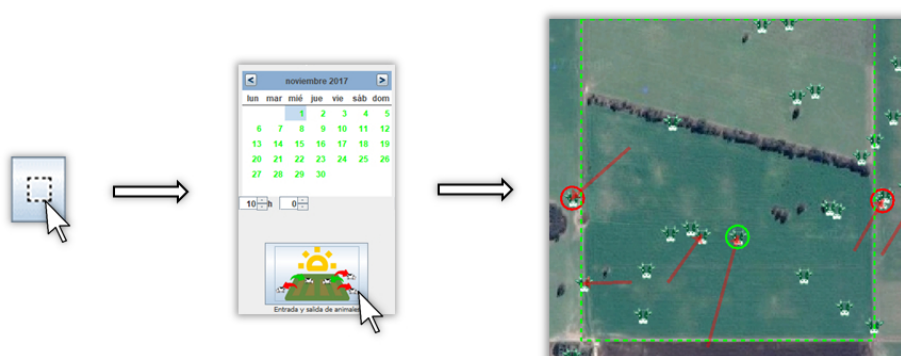 < noviembre 2017 >
lun mar mié jue vie sáb dom
1 2 3 4 5
6 7 8 9 10 11 12
13 14 15 16 17 18 19
20 21 22 23 24 25 26
27 28 29 30
10 h 0
Entrada y salida de animales